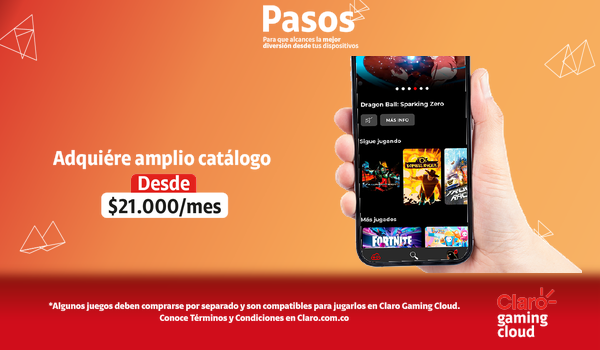 Pasos
Para que alcances la mejor
diversión desde tus dispositivos
Dragon Ball: Sparking Zero
MÁS INFO
Sigue jugando
Más jugados
FORTNITE
Adquiére amplio catálogo
Desde
$21.000/mes
*Algunos juegos deben comprarse por separado y son compatibles para jugarlos en Claro Gaming Cloud.
Conoce Términos y Condiciones en Claro.com.co
Claro
gaming
cloud